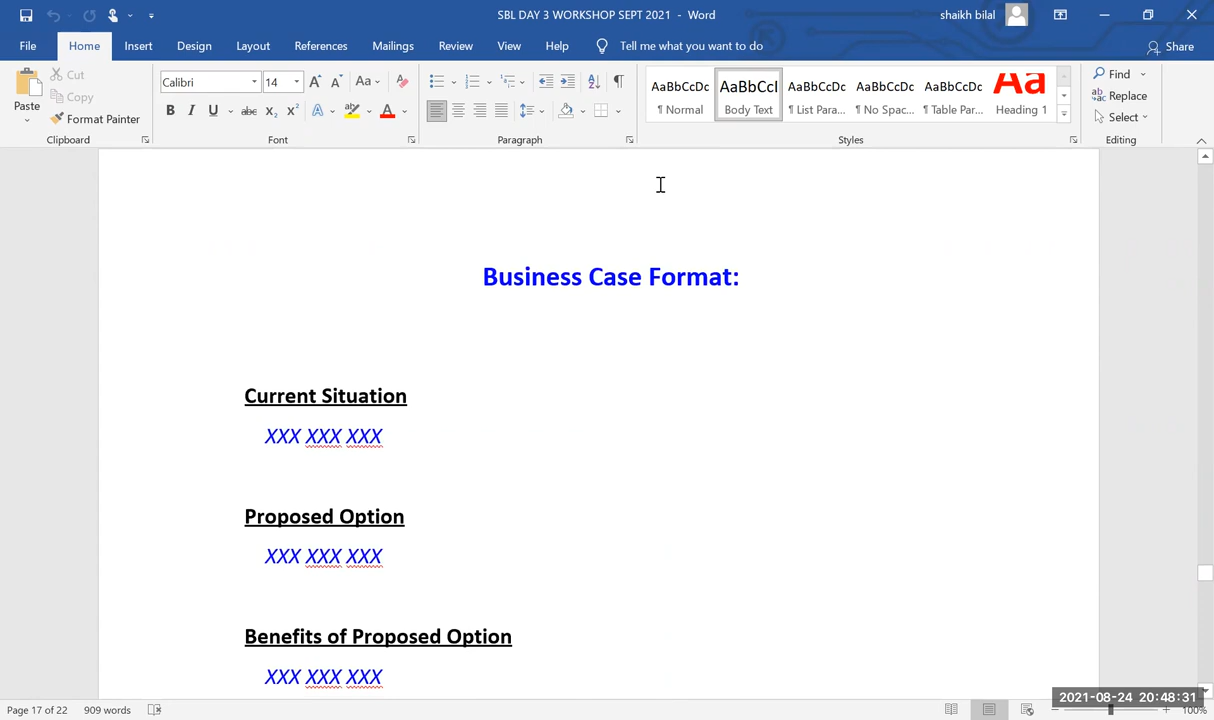 SBL DAY 3 WORKSHOP SEPT 2021 - Word
shaikh bilal
File Home Insert Design Layout References Mailings Review View Help Tell me what you want to do Share
Paste Cut Copy Format Painter
Calibri 14 Aa
B I U abc X₂ X² A A
AaBbCcDc AaBbCcI AaBbCcDc AaBbCcDc AaBbCcDc AaBbCc
¶ Normal Body Text ¶ List Para... ¶ No Spac... ¶ Table Par... Heading 1
Find Replace Select
Clipboard Font Paragraph Styles Editing
Business Case Format:
Current Situation
XXX XXX XXX
Proposed Option
XXX XXX XXX
Benefits of Proposed Option
XXX XXX XXX
2021-08-24 20:48:31
Page 17 of 22 909 words 100%